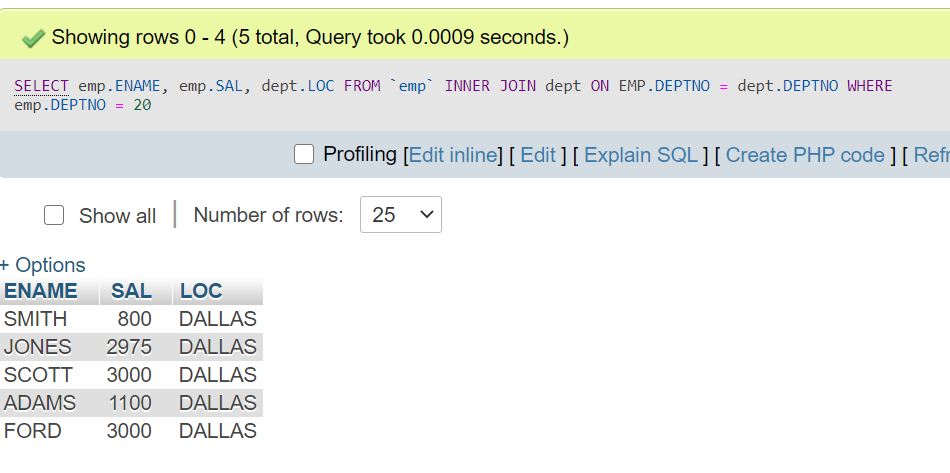 Showing rows 0 - 4 (5 total, Query took 0.0009 seconds.)
SELECT emp.ENAME, emp.SAL, dept.LOC FROM `emp` INNER JOIN dept ON EMP.DEPTNO = dept.DEPTNO WHERE
emp.DEPTNO = 20
Profiling [Edit inline] [ Edit ] [ Explain SQL ] [ Create PHP code ] [ Refr
Show all | Number of rows: 25
+ Options
ENAME SAL LOC
SMITH 800 DALLAS
JONES 2975 DALLAS
SCOTT 3000 DALLAS
ADAMS 1100 DALLAS
FORD 3000 DALLAS